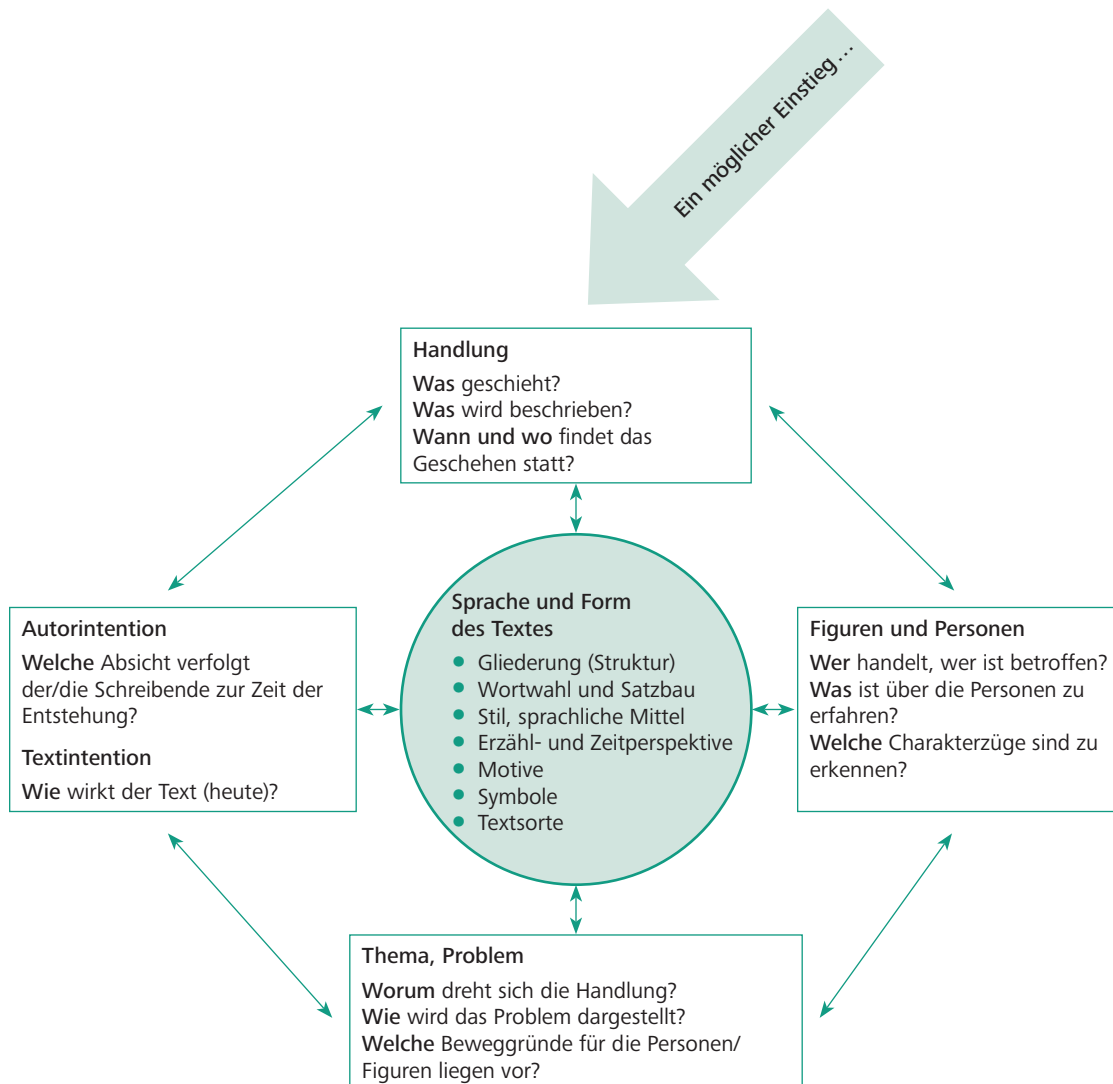 Ein möglicher Einstieg…
Handlung
Was geschieht?
Was wird beschrieben?
Wann und wo findet das
Geschehen statt?
Autorintention
Welche Absicht verfolgt
der/die Schreibende zur Zeit der
Entstehung?
Textintention
Wie wirkt der Text (heute)?
Sprache und Form
des Textes
• Gliederung (Struktur)
• Wortwahl und Satzbau
• Stil, sprachliche Mittel
• Erzähl- und Zeitperspektive
• Motive
• Symbole
• Textsorte
Figuren und Personen
Wer handelt, wer ist betroffen?
Was ist über die Personen zu
erfahren?
Welche Charakterzüge sind zu
erkennen?
Thema, Problem
Worum dreht sich die Handlung?
Wie wird das Problem dargestellt?
Welche Beweggründe für die Personen/
Figuren liegen vor?